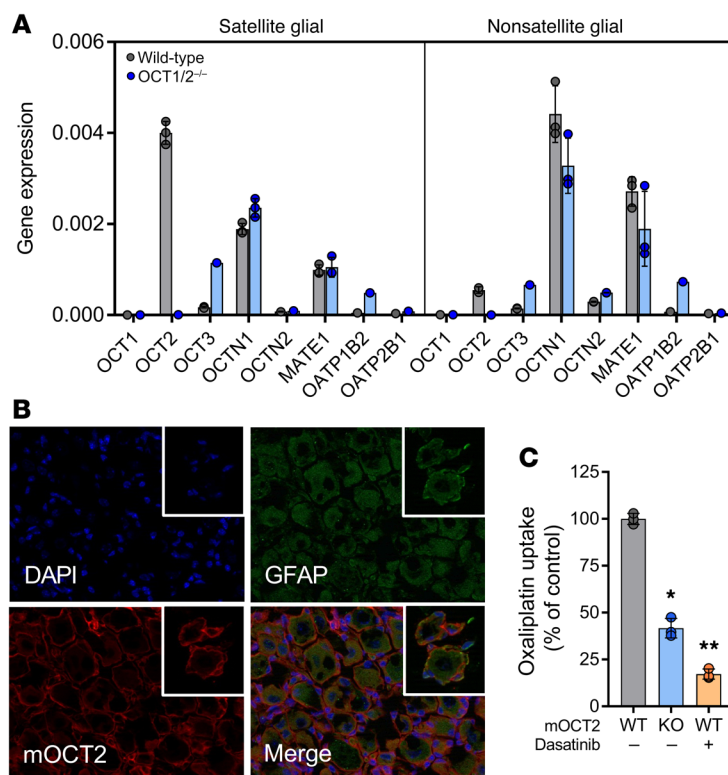 A
Satellite glial Nonsatellite glial
Wild-type
OCT1/2⁻/⁻
Gene expression
0.006
0.004
0.002
0.000
OCT1 OCT2 OCT3 OCTN1 OCTN2 MATE1 OATP1B2 OATP2B1 OCT1 OCT2 OCT3 OCTN1 OCTN2 MATE1 OATP1B2 OATP2B1
B
DAPI GFAP
mOCT2 Merge
C
Oxaliplatin uptake
(% of control)
125
100
75
50
25
0
*
**
mOCT2 WT KO WT
Dasatinib – – +